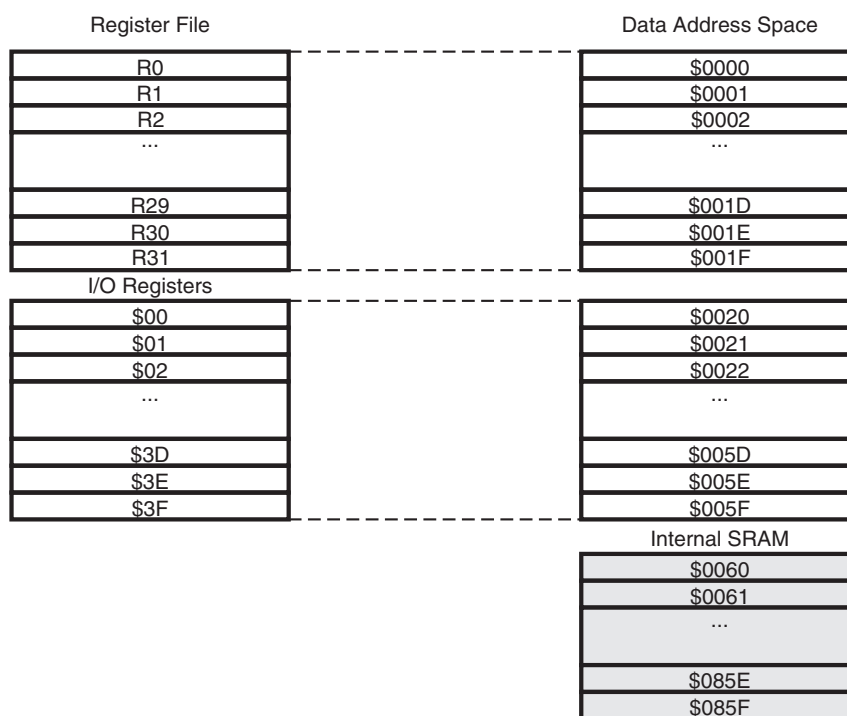 Register File Data Address Space
R0 $0000
R1 $0001
R2 $0002
... ...
R29 $001D
R30 $001E
R31 $001F
I/O Registers
$00 $0020
$01 $0021
$02 $0022
... ...
$3D $005D
$3E $005E
$3F $005F
Internal SRAM
$0060
$0061
...
$085E
$085F